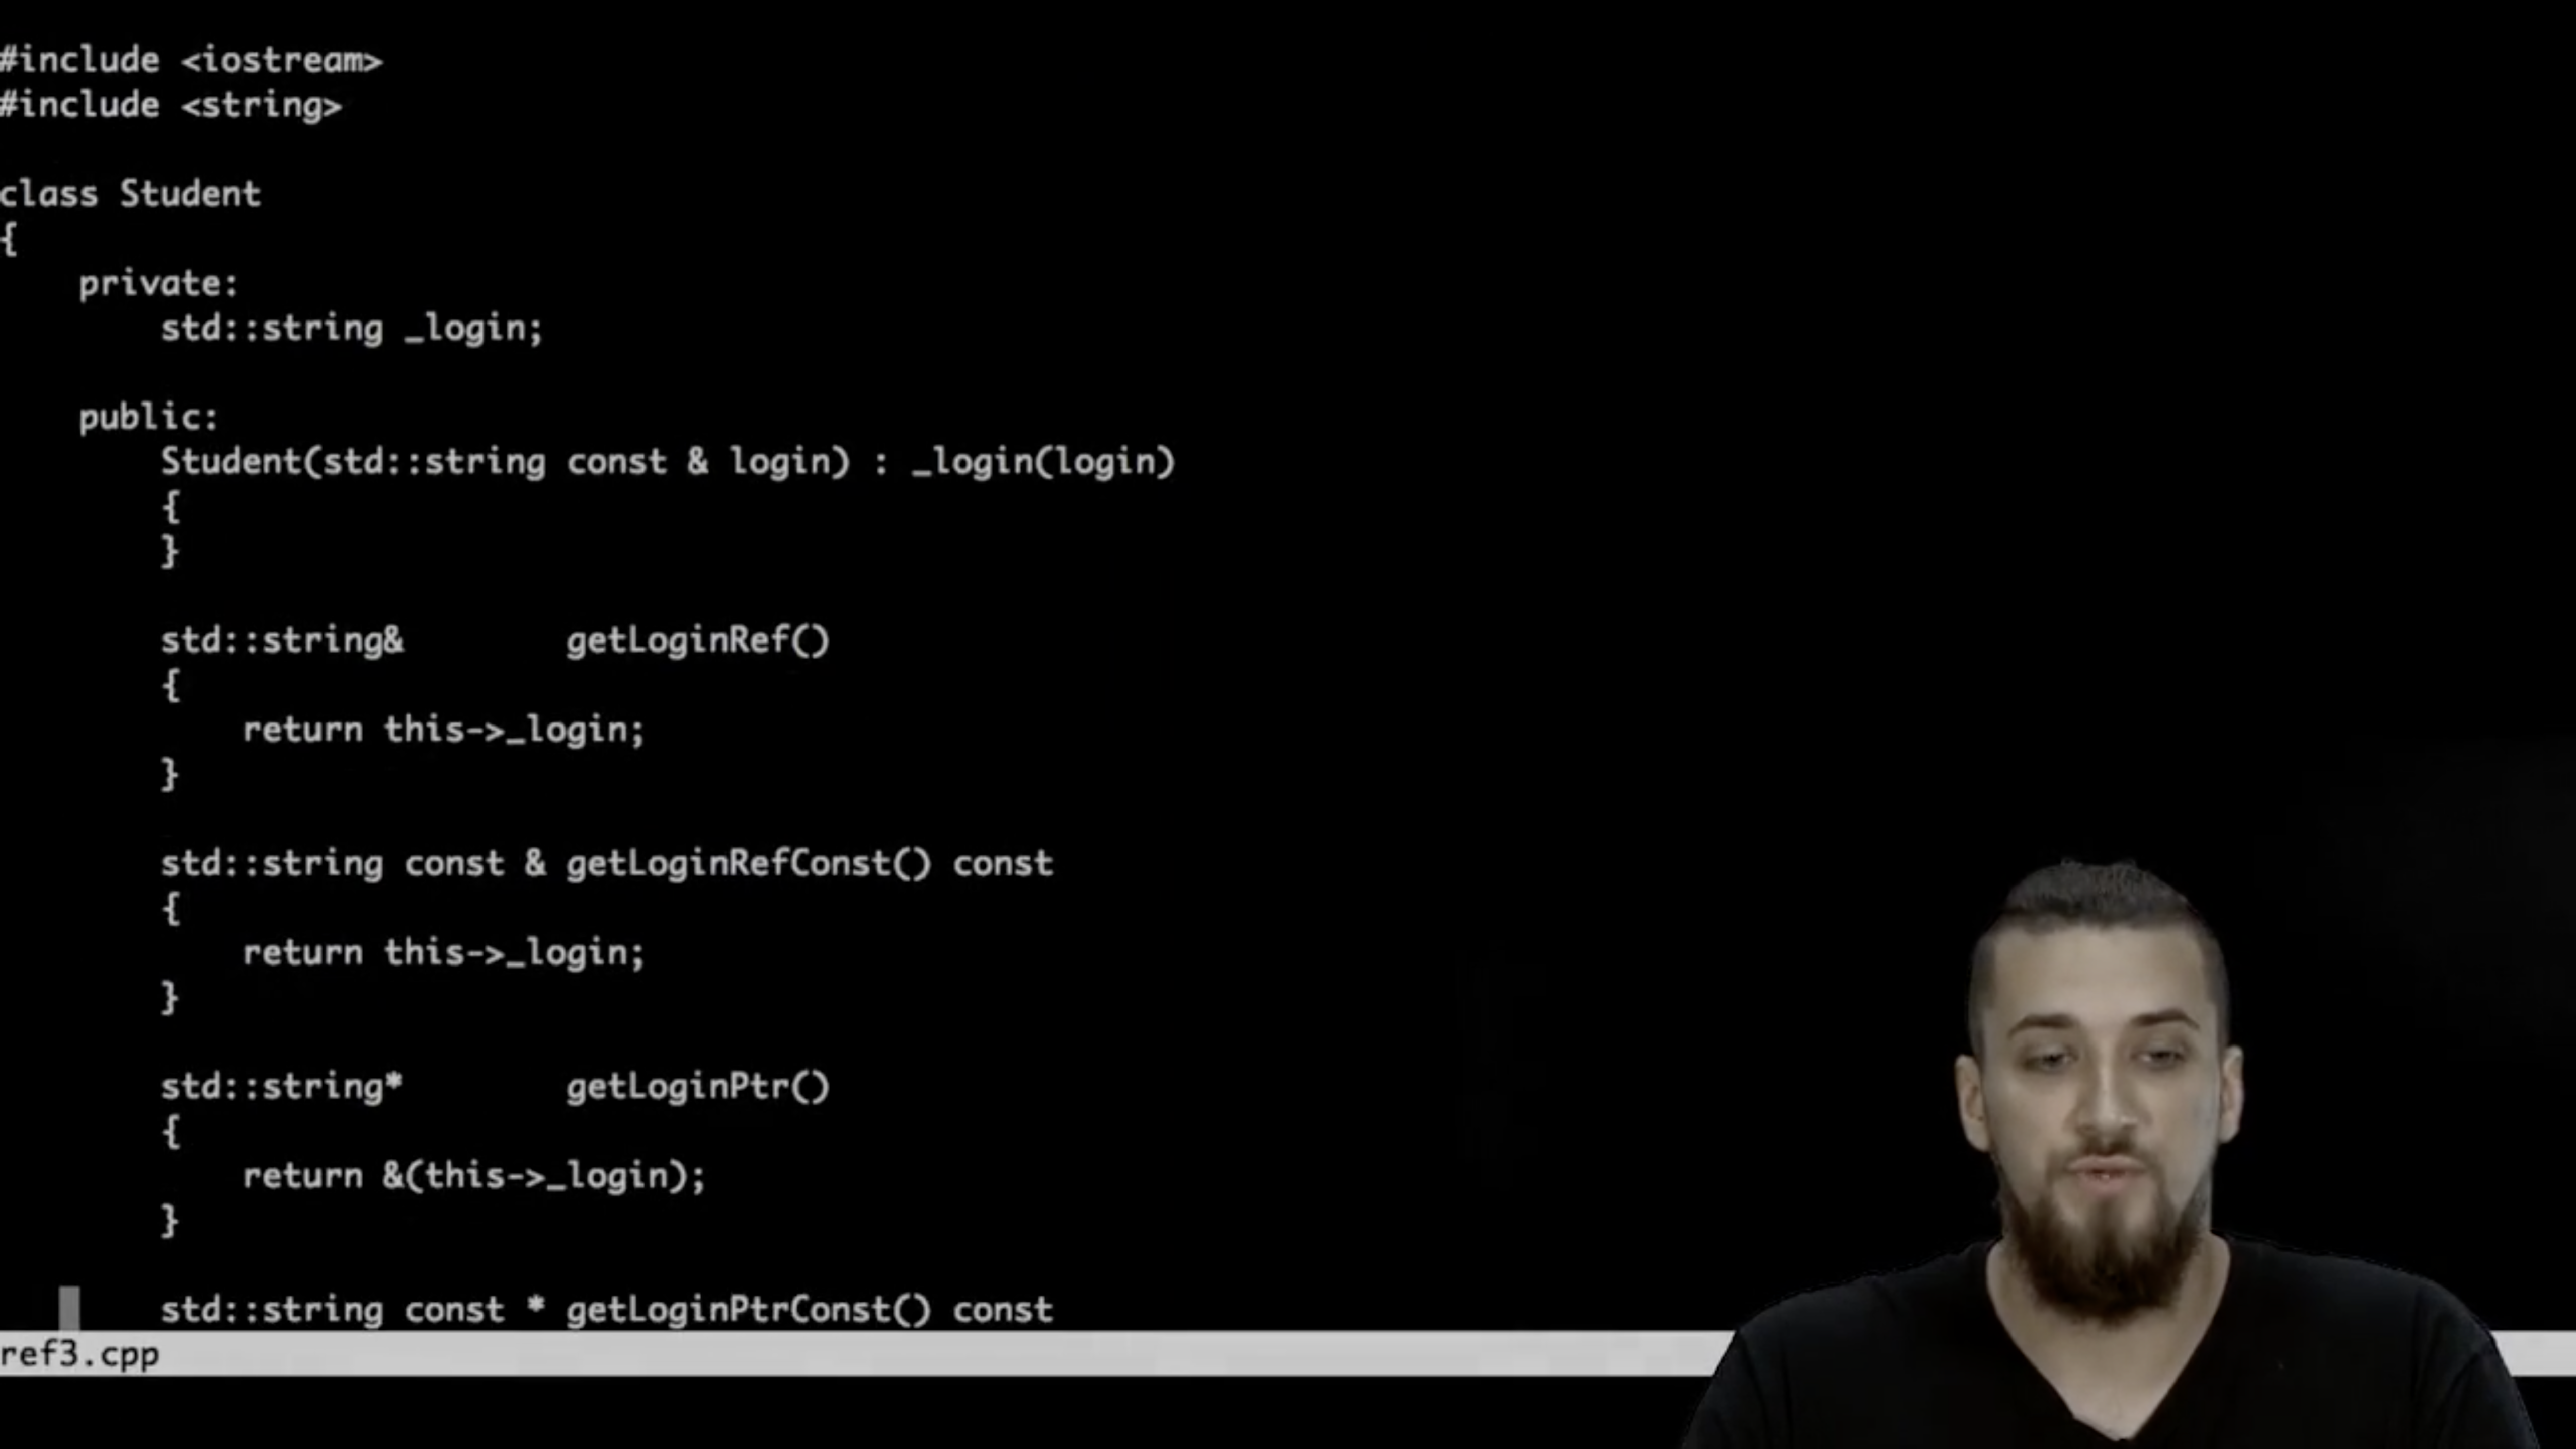 #include <iostream>
#include <string>
class Student
{
private:
std::string _login;
public:
Student(std::string const & login) : _login(login)
{
}
std::string& getLoginRef()
{
return this->_login;
}
std::string const & getLoginRefConst() const
{
return this->_login;
}
std::string* getLoginPtr()
{
return &(this->_login);
}
std::string const * getLoginPtrConst() const
ref3.cpp